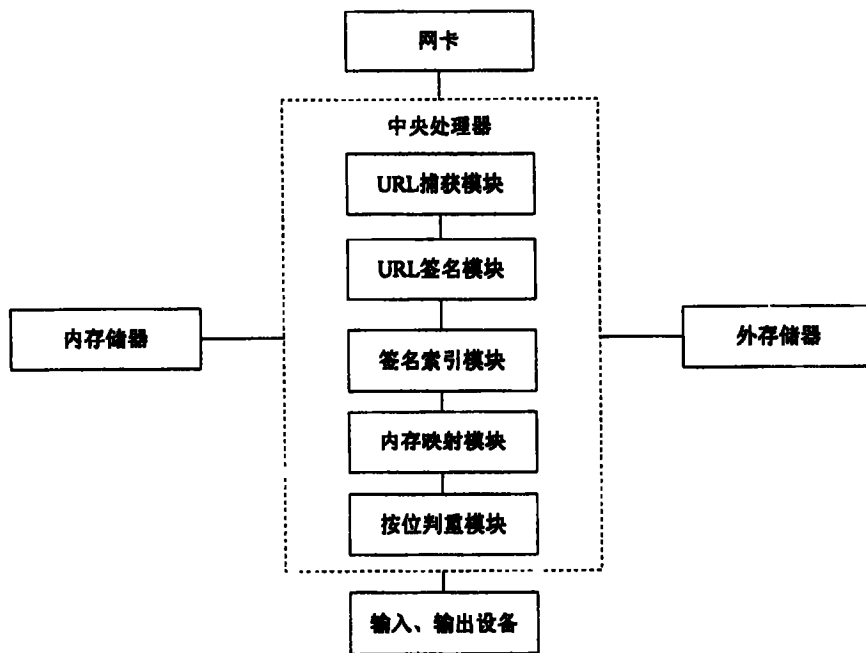 网卡
中央处理器
URL捕获模块
URL签名模块
内存储器
外存储器
签名索引模块
内存映射模块
按位判重模块
输入、输出设备